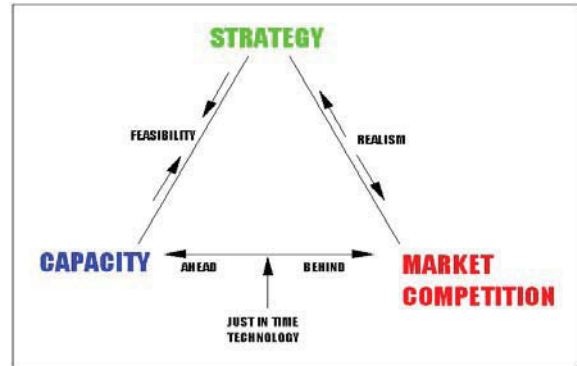 STRATEGY
FEASIBILITY
REALISM
CAPACITY
AHEAD
BEHIND
MARKET
COMPETITION
JUST IN TIME
TECHNOLOGY